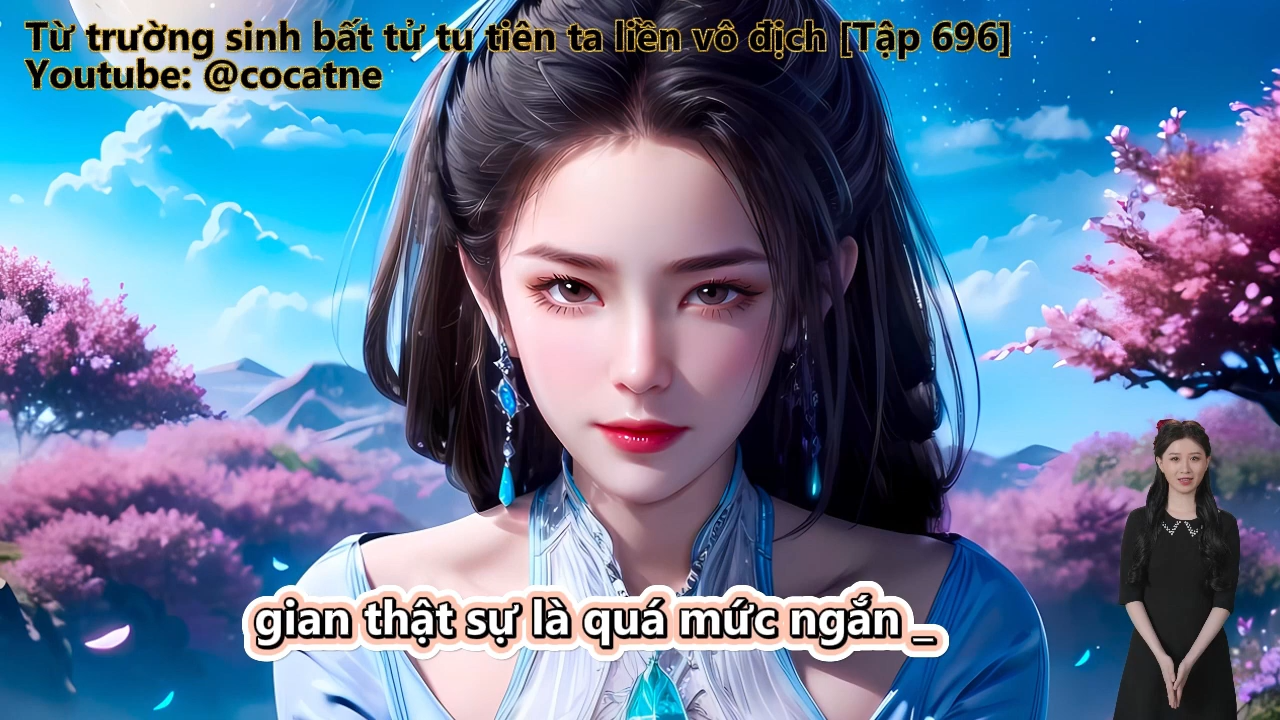 Từ trường sinh bất tử tu tiên ta liền vô địch [Tập 696]
Youtube: @cocatne
gian thật sự là quá mức ngắn _